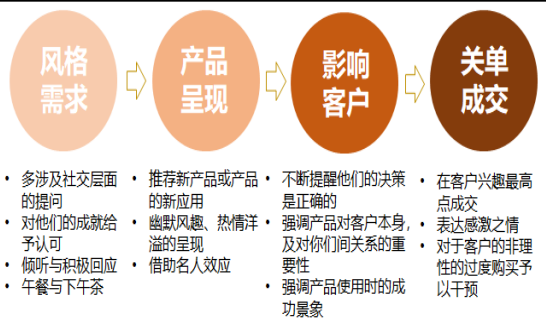 风格
需求
产品
呈现
影响
客户
关单
成交
• 多涉及社交层面
的提问
• 对他们的成就给
予认可
• 倾听与积极回应
• 午餐与下午茶
• 推荐新产品或产品
的新应用
• 幽默风趣、热情洋
溢的呈现
• 借助名人效应
• 不断提醒他们的决策
是正确的
• 强调产品对客户本身，
及对你们间关系的重
要性
• 强调产品使用时的成
功景象
• 在客户兴趣最高
点成交
• 表达感激之情
• 对于客户的非理
性的过度购买予
以干预